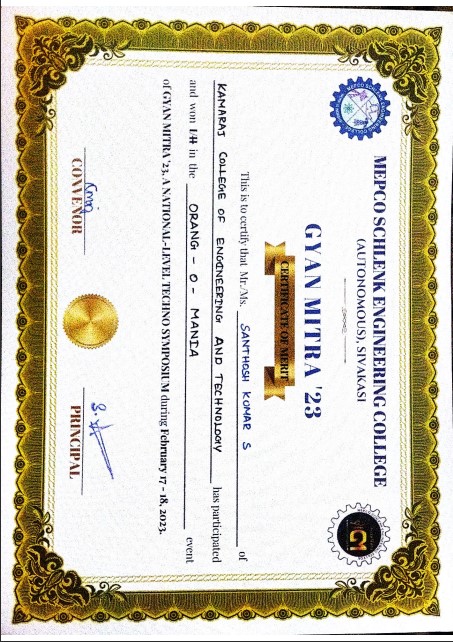 MEPCO SCHLENK ENGINEERING COLLEGE
(AUTONOMOUS), SIVAKASI
GYAN MITRA '23
CERTIFICATE OF MERIT
This is to certify that Mr./Ms. SANTHOSH KUMAR S of
KAMARAJ COLLEGE OF ENGINEERING AND TECHNOLOGY has participated
and won I/II in the ORANG - O - MANIA event
of GYAN MITRA '23, A NATIONAL-LEVEL TECHNO SYMPOSIUM during February 17 - 18, 2023.
CONVENOR
PRINCIPAL